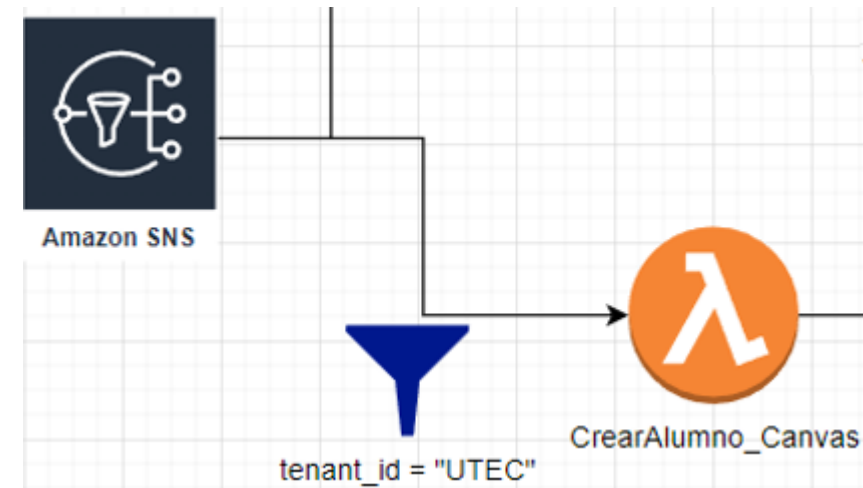 Amazon SNS
CrearAlumno_Canvas
tenant_id = "UTEC"